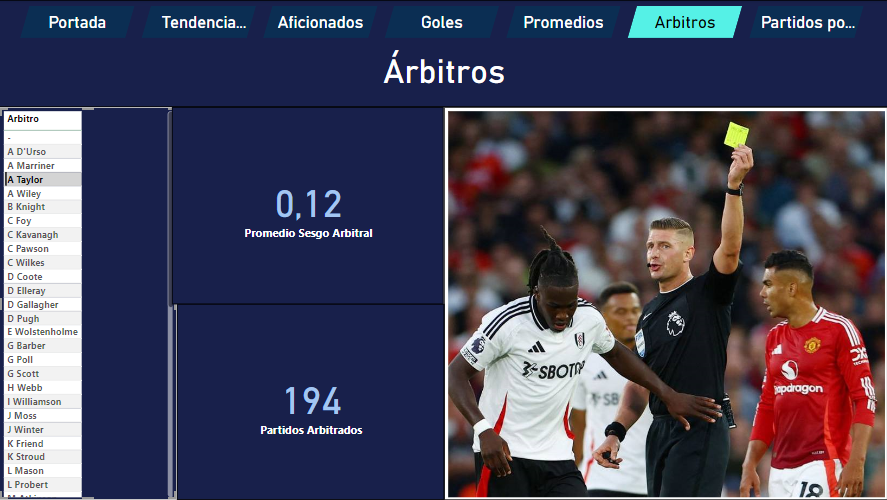 Portada
Tendencia...
Aficionados
Goles
Promedios
Arbitros
Partidos po...
Árbitros
Arbitro
-
A D'Urso
A Marriner
A Taylor
A Wiley
B Knight
C Foy
C Kavanagh
C Pawson
C Wilkes
D Coote
D Elleray
D Gallagher
D Pugh
E Wolstenholme
G Barber
G Poll
G Scott
H Webb
I Williamson
J Moss
J Winter
K Friend
K Stroud
L Mason
L Probert
0,12
Promedio Sesgo Arbitral
194
Partidos Arbitrados
SBOTOP
SB
Snapdragon
DXC
18